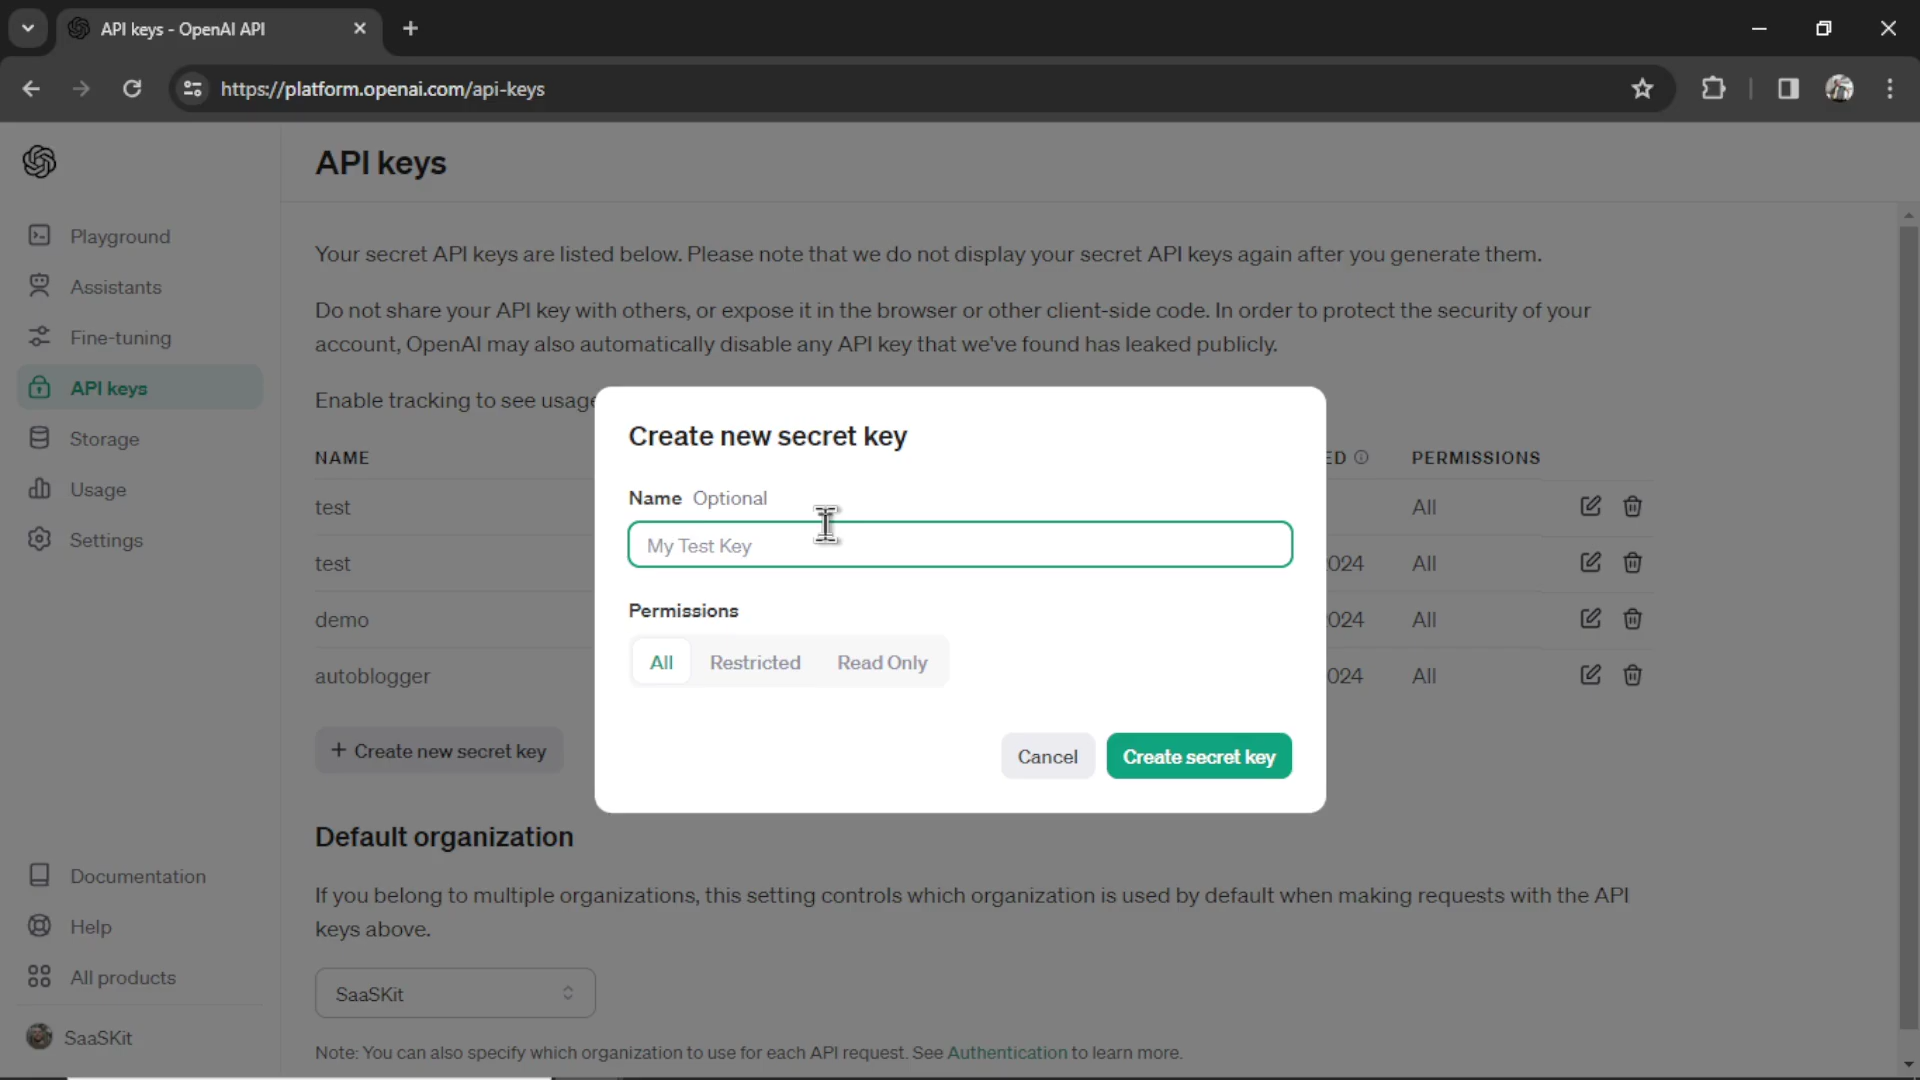 API keys - OpenAI API
https://platform.openai.com/api-keys
API keys
Playground
Assistants
Fine-tuning
API keys
Storage
Usage
Settings
Your secret API keys are listed below. Please note that we do not display your secret API keys again after you generate them.
Do not share your API key with others, or expose it in the browser or other client-side code. In order to protect the security of your
account, OpenAI may also automatically disable any API key that we've found has leaked publicly.
Enable tracking to see usage
NAME ED PERMISSIONS
test All
test 024 All
demo 024 All
autoblogger 024 All
+ Create new secret key
Create new secret key
Name Optional
My Test Key
Permissions
All Restricted Read Only
Cancel Create secret key
Default organization
If you belong to multiple organizations, this setting controls which organization is used by default when making requests with the API
keys above.
SaaSKit
Note: You can also specify which organization to use for each API request. See Authentication to learn more.
Documentation
Help
All products
SaaSKit